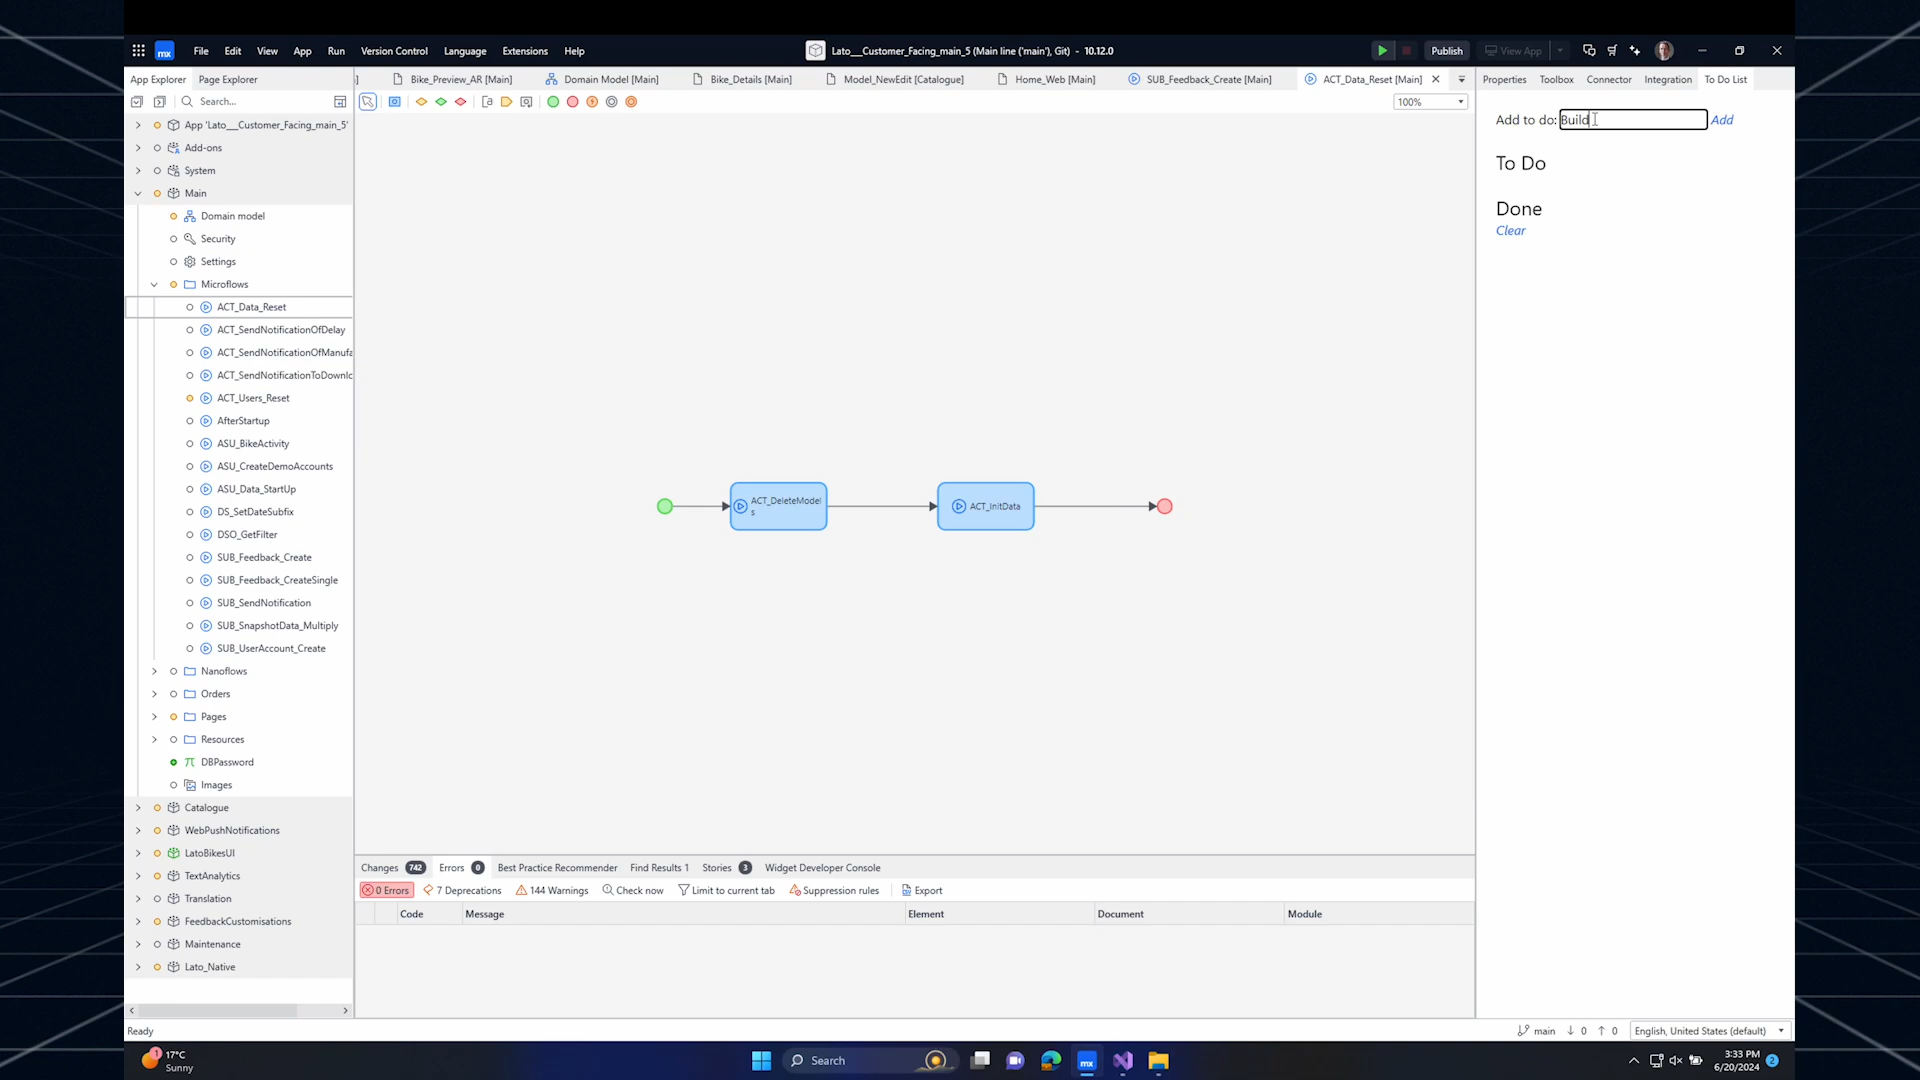 mx
File Edit View App Run Version Control Language Extensions Help
Lato__Customer_Facing_main_5 (Main line ('main'), Git) - 10.12.0
Publish
View App
App Explorer
Page Explorer
Bike_Preview_AR [Main]
Domain Model [Main]
Bike_Details [Main]
Model_NewEdit [Catalogue]
Home_Web [Main]
SUB_Feedback_Create [Main]
ACT_Data_Reset [Main]
Properties
Toolbox
Connector
Integration
To Do List
Search...
100%
App 'Lato__Customer_Facing_main_5'
Add-ons
System
Main
Domain model
Security
Settings
Microflows
ACT_Data_Reset
ACT_SendNotificationOfDelay
ACT_SendNotificationOfManufa
ACT_SendNotificationToDownlo
ACT_Users_Reset
AfterStartup
ASU_BikeActivity
ASU_CreateDemoAccounts
ASU_Data_StartUp
DS_SetDateSubfix
DSO_GetFilter
SUB_Feedback_Create
SUB_Feedback_CreateSingle
SUB_SendNotification
SUB_SnapshotData_Multiply
SUB_UserAccount_Create
Nanoflows
Orders
Pages
Resources
DBPassword
Images
Catalogue
WebPushNotifications
LatoBikesUI
TextAnalytics
Translation
FeedbackCustomisations
Maintenance
Lato_Native
ACT_DeleteModel
s
ACT_InitData
Add to do: Build Add
To Do
Done
Clear
Changes 742
Errors 0
Best Practice Recommender
Find Results 1
Stories 3
Widget Developer Console
0 Errors
7 Deprecations
144 Warnings
Check now
Limit to current tab
Suppression rules
Export
Code
Message
Element
Document
Module
Ready
main
0
0
English, United States (default)
1
17°C
Sunny
Search
mx
3:33 PM
6/20/2024
2